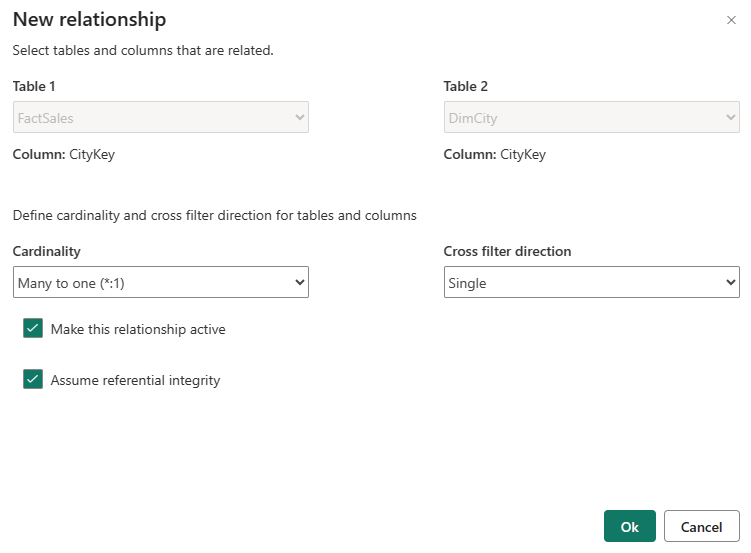 New relationship
Select tables and columns that are related.
Table 1
Table 2
FactSales
DimCity
Column: CityKey
Column: CityKey
Define cardinality and cross filter direction for tables and columns
Cardinality
Cross filter direction
Many to one (*:1)
Single
Make this relationship active
Assume referential integrity
Ok
Cancel